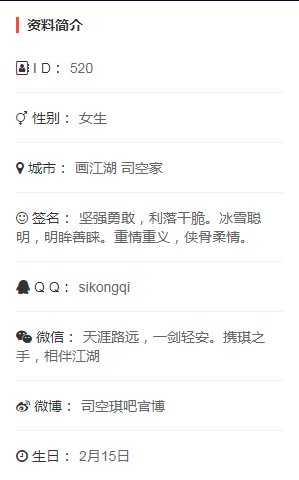 资料简介
I D： 520
性别： 女生
城市： 画江湖 司空家
签名： 坚强勇敢，利落干脆。冰雪聪
明，明眸善睐。重情重义，侠骨柔情。
Q Q： sikongqi
微信： 天涯路远，一剑轻安。携琪之
手，相伴江湖
微博： 司空琪吧官博
生日： 2月15日